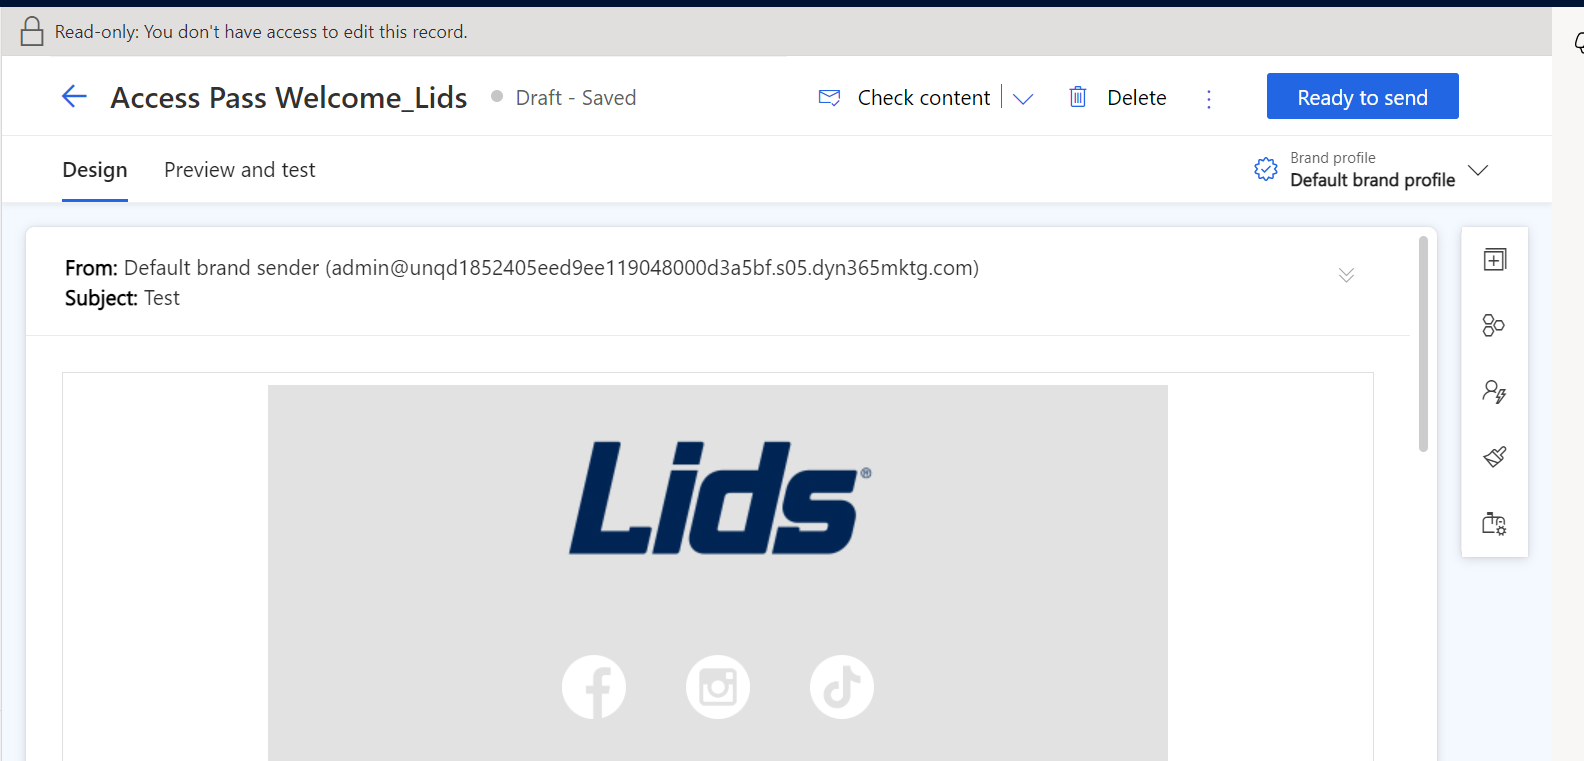 Read-only: You don't have access to edit this record.
Access Pass Welcome_Lids
Draft - Saved
Check content
Delete
Ready to send
Design
Preview and test
Brand profile
Default brand profile
From: Default brand sender (admin@unqd1852405eed9ee119048000d3a5bf.s05.dyn365mktg.com)
Subject: Test
Lids®